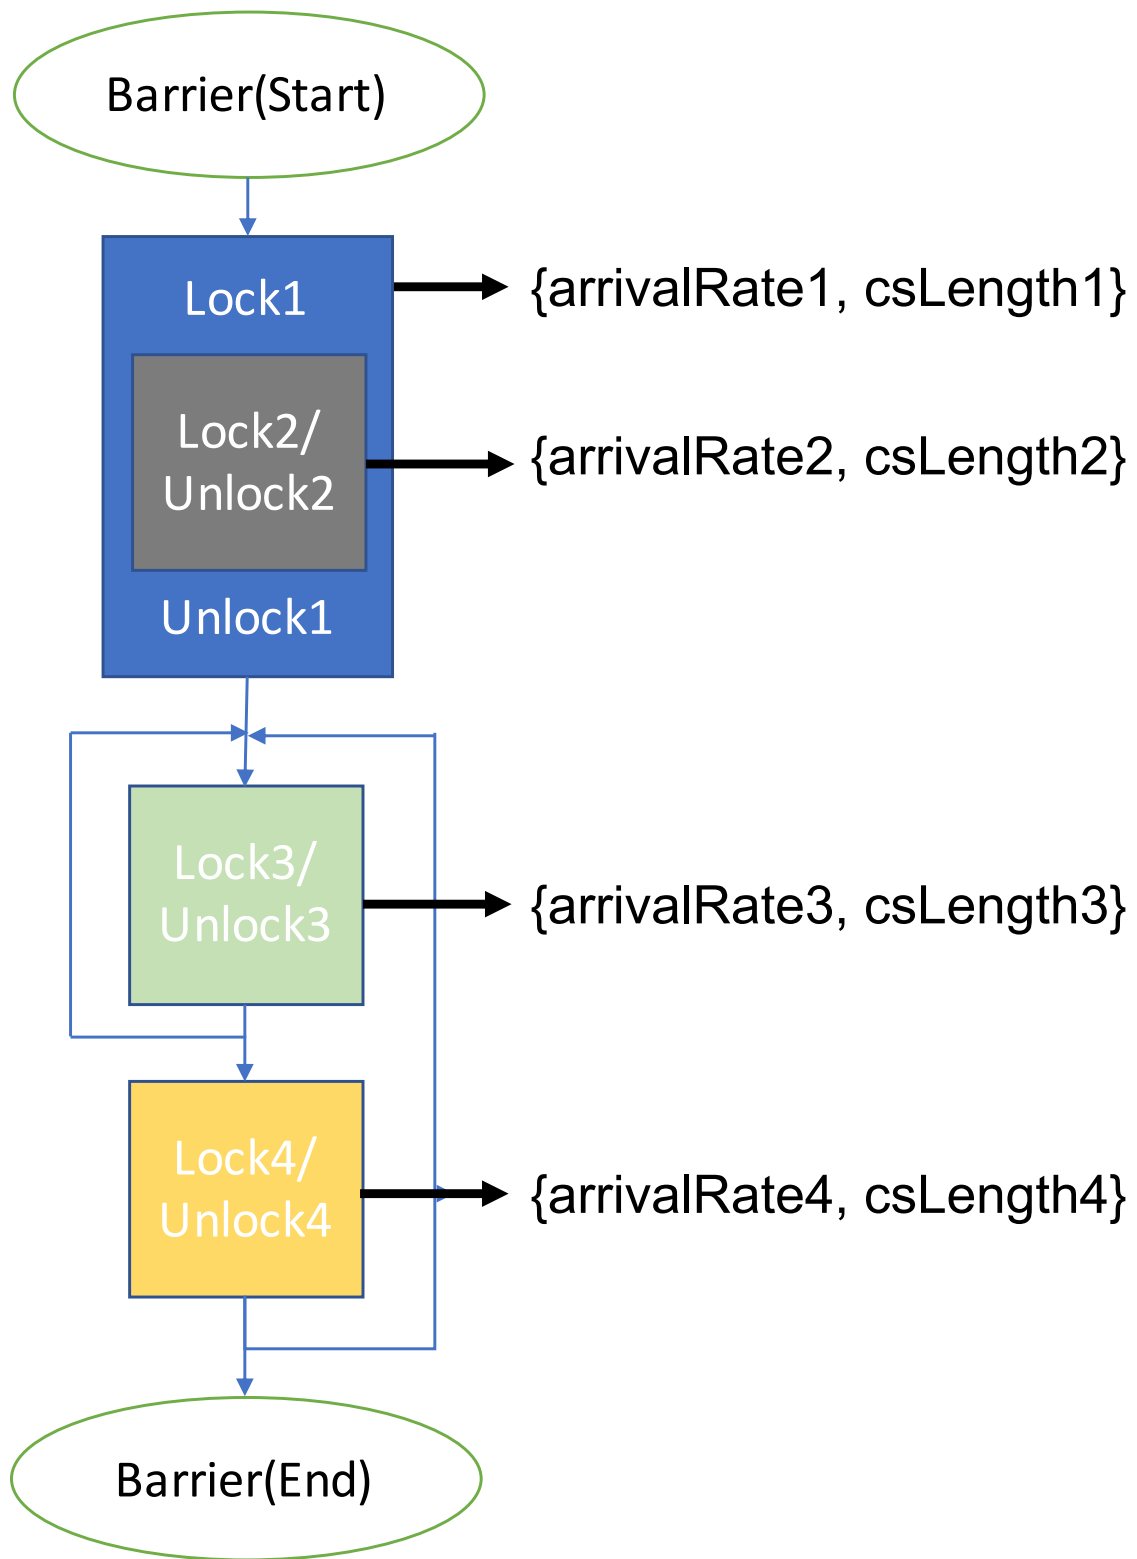 Barrier(Start)
Lock1
{arrivalRate1, csLength1}
Lock2/
Unlock2
{arrivalRate2, csLength2}
Unlock1
Lock3/
Unlock3
{arrivalRate3, csLength3}
Lock4/
Unlock4
{arrivalRate4, csLength4}
Barrier(End)